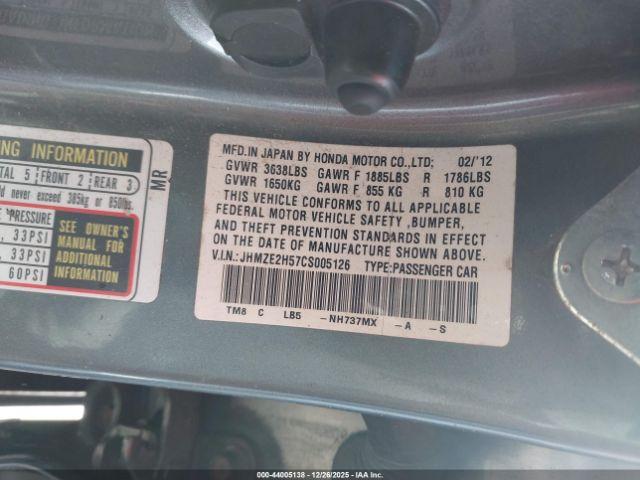 ING INFORMATION
TAL 5 FRONT 2 REAR 3
ld never exceed 385kg or 850lbs.
PRESSURE
33PSI
33PSI
60PSI
SEE OWNER'S
MANUAL FOR
ADDITIONAL
INFORMATION
MR
MFD.IN JAPAN BY HONDA MOTOR CO.,LTD; 02/'12
GVWR 3638LBS GAWR F 1885LBS R 1786LBS
GVWR 1650KG GAWR F 855 KG R 810 KG
THIS VEHICLE CONFORMS TO ALL APPLICABLE
FEDERAL MOTOR VEHICLE SAFETY ,BUMPER,
AND THEFT PREVENTION STANDARDS IN EFFECT
ON THE DATE OF MANUFACTURE SHOWN ABOVE.
V.I.N.: JHMZE2H57CS005126 TYPE:PASSENGER CAR
TM8 C LB5 -NH737MX -A -S
000-44005138 - 12/26/2025 - IAA Inc.